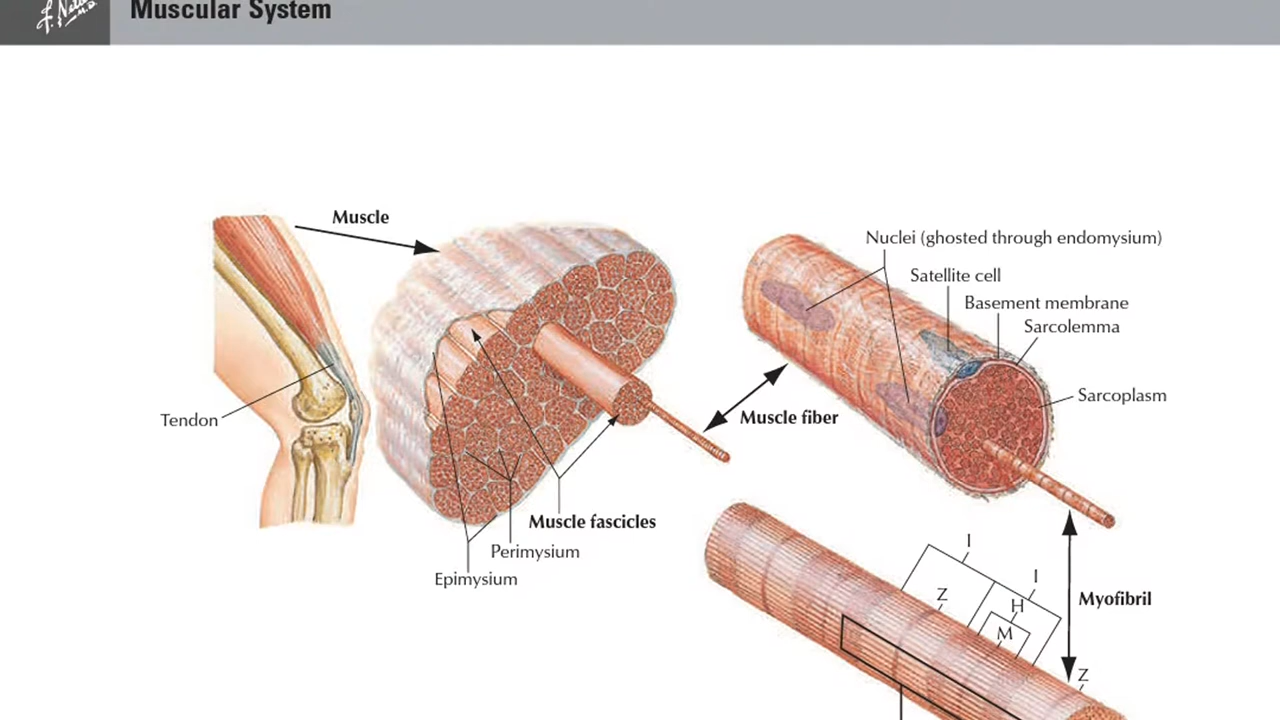 Muscular System
Muscle
Nuclei (ghosted through endomysium)
Satellite cell
Basement membrane
Sarcolemma
Sarcoplasm
Tendon
Muscle fiber
Muscle fascicles
Perimysium
Epimysium
I
I
Z
H
M
Myofibril
Z